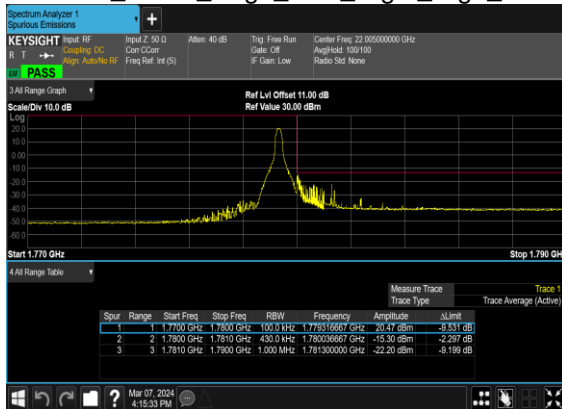 Spectrum Analyzer 1
Spurious Emissions
+
KEYSIGHT
R T
PASS
Input: RF
Coupling: DC
Align: Auto/No RF
Input Z: 50 Ω
Corr CCorr
Freq Ref: Int (S)
Atten: 40 dB
Trig: Free Run
Gate: Off
IF Gain: Low
Center Freq: 22.005000000 GHz
Avg|Hold: 100/100
Radio Std: None
3 All Range Graph
Scale/Div 10.0 dB
Ref Lvl Offset 11.00 dB
Ref Value 30.00 dBm
Log
20.0
10.0
0.00
-10.0
-20.0
-30.0
-40.0
-50.0
-60.0
Start 1.770 GHz
Stop 1.790 GH
4 All Range Table
Measure Trace Trace 1
Trace Type Trace Average (Active)
Spur Range Start Freq Stop Freq RBW Frequency Amplitude ΔLimit
1 1 1.7700 GHz 1.7800 GHz 100.0 kHz 1.779316667 GHz 20.47 dBm -9.531 dB
2 2 1.7800 GHz 1.7810 GHz 430.0 kHz 1.780036667 GHz -15.30 dBm -2.297 dB
3 3 1.7810 GHz 1.7900 GHz 1.000 MHz 1.781300000 GHz -22.20 dBm -9.199 dB
?
Mar 07, 2024
4:15:33 PM